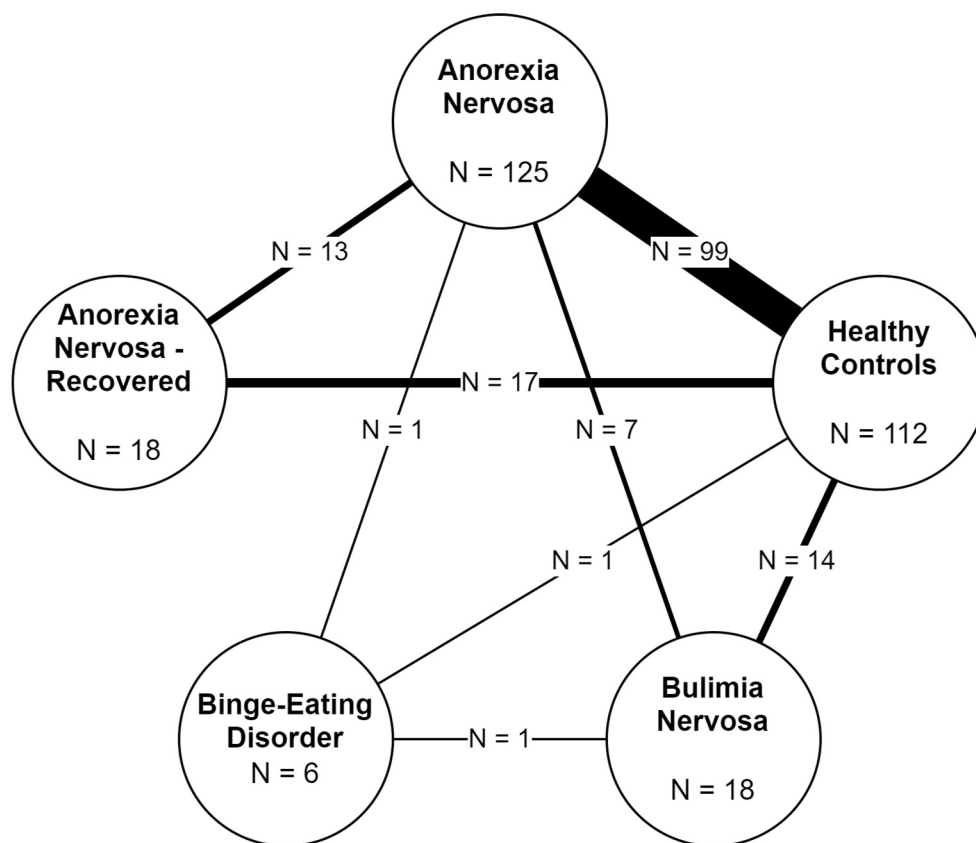 Anorexia
Nervosa
N = 125
N = 13
N = 99
Anorexia
Nervosa -
Recovered
N = 18
Healthy
Controls
N = 112
N = 17
N = 1
N = 7
N = 1
N = 14
Binge-Eating
Disorder
N = 6
N = 1
Bulimia
Nervosa
N = 18